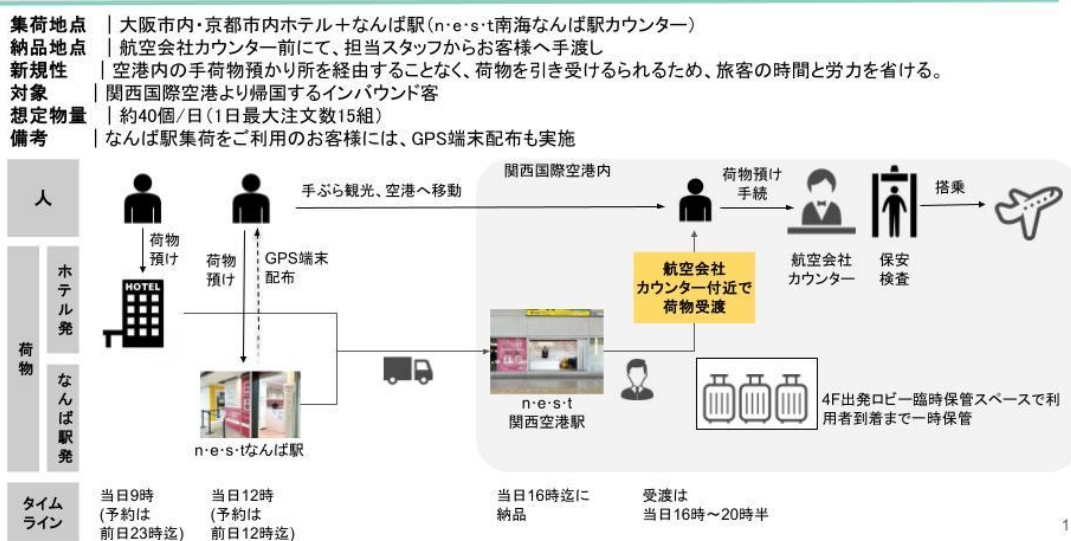 集荷地点 |大阪市内・京都市内ホテル＋なんば駅(n・e・s・t南海なんば駅カウンター)
納品地点 |航空会社カウンター前にて、担当スタッフからお客様へ手渡し
新規性 |空港内の手荷物預かり所を経由することなく、荷物を引き受けるられるため、旅客の時間と労力を省ける。
対象 |関西国際空港より帰国するインバウンド客
想定物量 |約40個/日(1日最大注文数15組)
備考 |なんば駅集荷をご利用のお客様には、GPS端末配布も実施
人
手ぶら観光、空港へ移動
関西国際空港内
荷物預け
手続
搭乗
航空会社
カウンター
保安
検査
荷物
預け
荷物
預け
GPS端末
配布
荷物
ホテル発
なんば駅発
HOTEL
n・e・s・tなんば駅
n・e・s・t
関西空港駅
航空会社
カウンター付近で
荷物受渡
4F出発ロビー臨時保管スペースで利
用者到着まで一時保管
タイム
ライン
当日9時
(予約は
前日23時迄)
当日12時
(予約は
前日12時迄)
当日16時迄に
納品
受渡は
当日16時～20時半
1